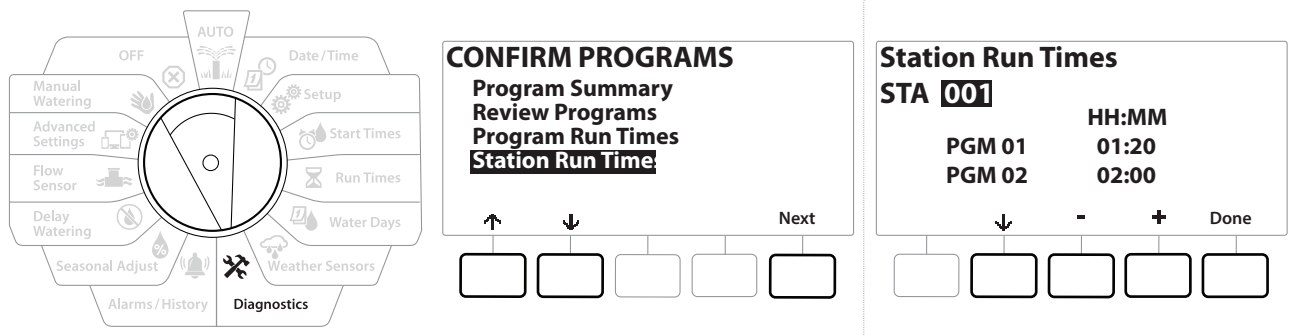 AUTO
OFF
Date/Time
Manual
Watering
Setup
Advanced
Settings
Start Times
Flow
Sensor
Run Times
Delay
Watering
Water Days
Seasonal Adjust
%
Weather Sensors
Alarms/History
Diagnostics
CONFIRM PROGRAMS
Program Summary
Review Programs
Program Run Times
Station Run Times
Next
Station Run Times
STA 001
HH:MM
PGM 01 01:20
PGM 02 02:00
- + Done